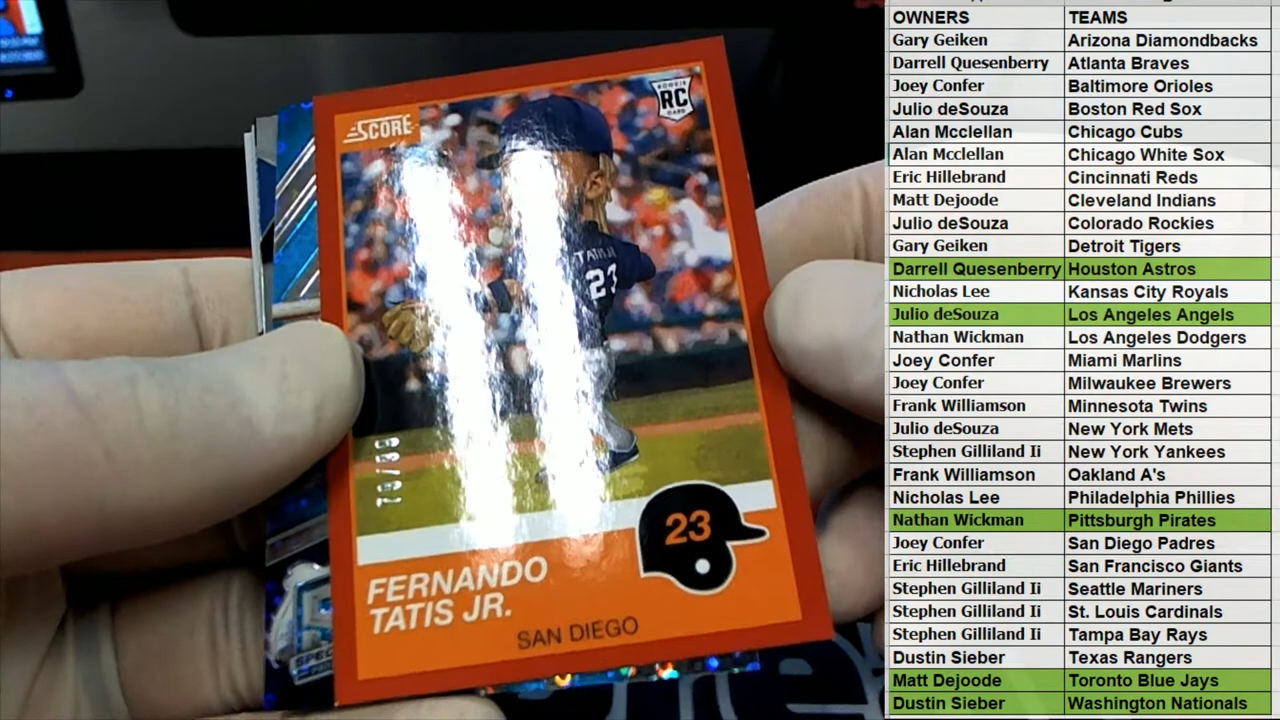 SCORE
ROOKIE
RC
CARD
TATIS JR.
23
23
FERNANDO
TATIS JR.
SAN DIEGO
OWNERS TEAMS
Gary Geiken Arizona Diamondbacks
Darrell Quesenberry Atlanta Braves
Joey Confer Baltimore Orioles
Julio deSouza Boston Red Sox
Alan Mcclellan Chicago Cubs
Alan Mcclellan Chicago White Sox
Eric Hillebrand Cincinnati Reds
Matt Dejoode Cleveland Indians
Julio deSouza Colorado Rockies
Gary Geiken Detroit Tigers
Darrell Quesenberry Houston Astros
Nicholas Lee Kansas City Royals
Julio deSouza Los Angeles Angels
Nathan Wickman Los Angeles Dodgers
Joey Confer Miami Marlins
Joey Confer Milwaukee Brewers
Frank Williamson Minnesota Twins
Julio deSouza New York Mets
Stephen Gilliland Ii New York Yankees
Frank Williamson Oakland A's
Nicholas Lee Philadelphia Phillies
Nathan Wickman Pittsburgh Pirates
Joey Confer San Diego Padres
Eric Hillebrand San Francisco Giants
Stephen Gilliland Ii Seattle Mariners
Stephen Gilliland Ii St. Louis Cardinals
Stephen Gilliland Ii Tampa Bay Rays
Dustin Sieber Texas Rangers
Matt Dejoode Toronto Blue Jays
Dustin Sieber Washington Nationals